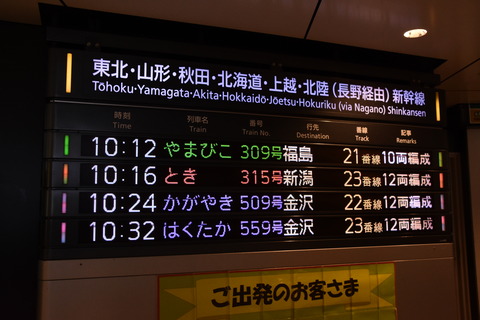 東北・山形・秋田・北海道・上越・北陸（長野経由）新幹線
Tōhoku･Yamagata･Akita･Hokkaidō･Jōetsu･Hokuriku (via Nagano) Shinkansen
時刻 列車名 番号 行先 番線 記事
Time Train Train No. Destination Track Remarks
10:12 やまびこ 309号 福島 21番線 10両編成
10:16 とき 315号 新潟 23番線 12両編成
10:24 かがやき 509号 金沢 22番線 12両編成
10:32 はくたか 559号 金沢 23番線 12両編成
ご出発のお客さま